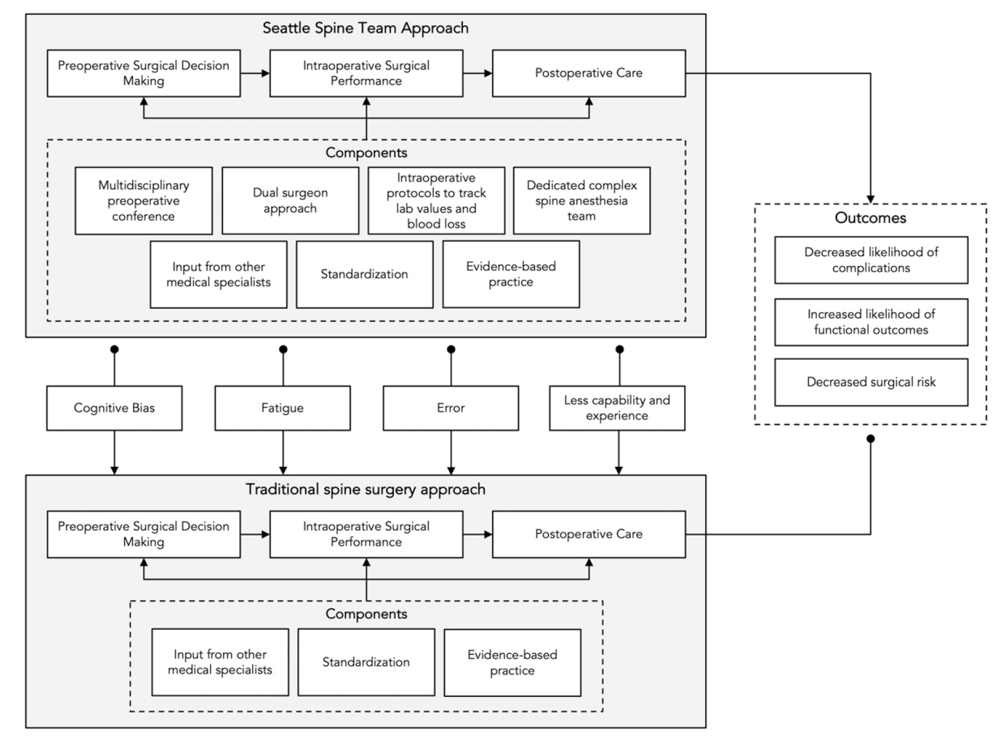 Seattle Spine Team Approach
Preoperative Surgical Decision
Making
Intraoperative Surgical
Performance
Postoperative Care
Components
Multidisciplinary
preoperative
conference
Dual surgeon
approach
Intraoperative
protocols to track
lab values and
blood loss
Dedicated complex
spine anesthesia
team
Input from other
medical specialists
Standardization
Evidence-based
practice
Outcomes
Decreased likelihood of
complications
Increased likelihood of
functional outcomes
Decreased surgical risk
Cognitive Bias
Fatigue
Error
Less capability and
experience
Traditional spine surgery approach
Preoperative Surgical Decision
Making
Intraoperative Surgical
Performance
Postoperative Care
Components
Input from other
medical specialists
Standardization
Evidence-based
practice